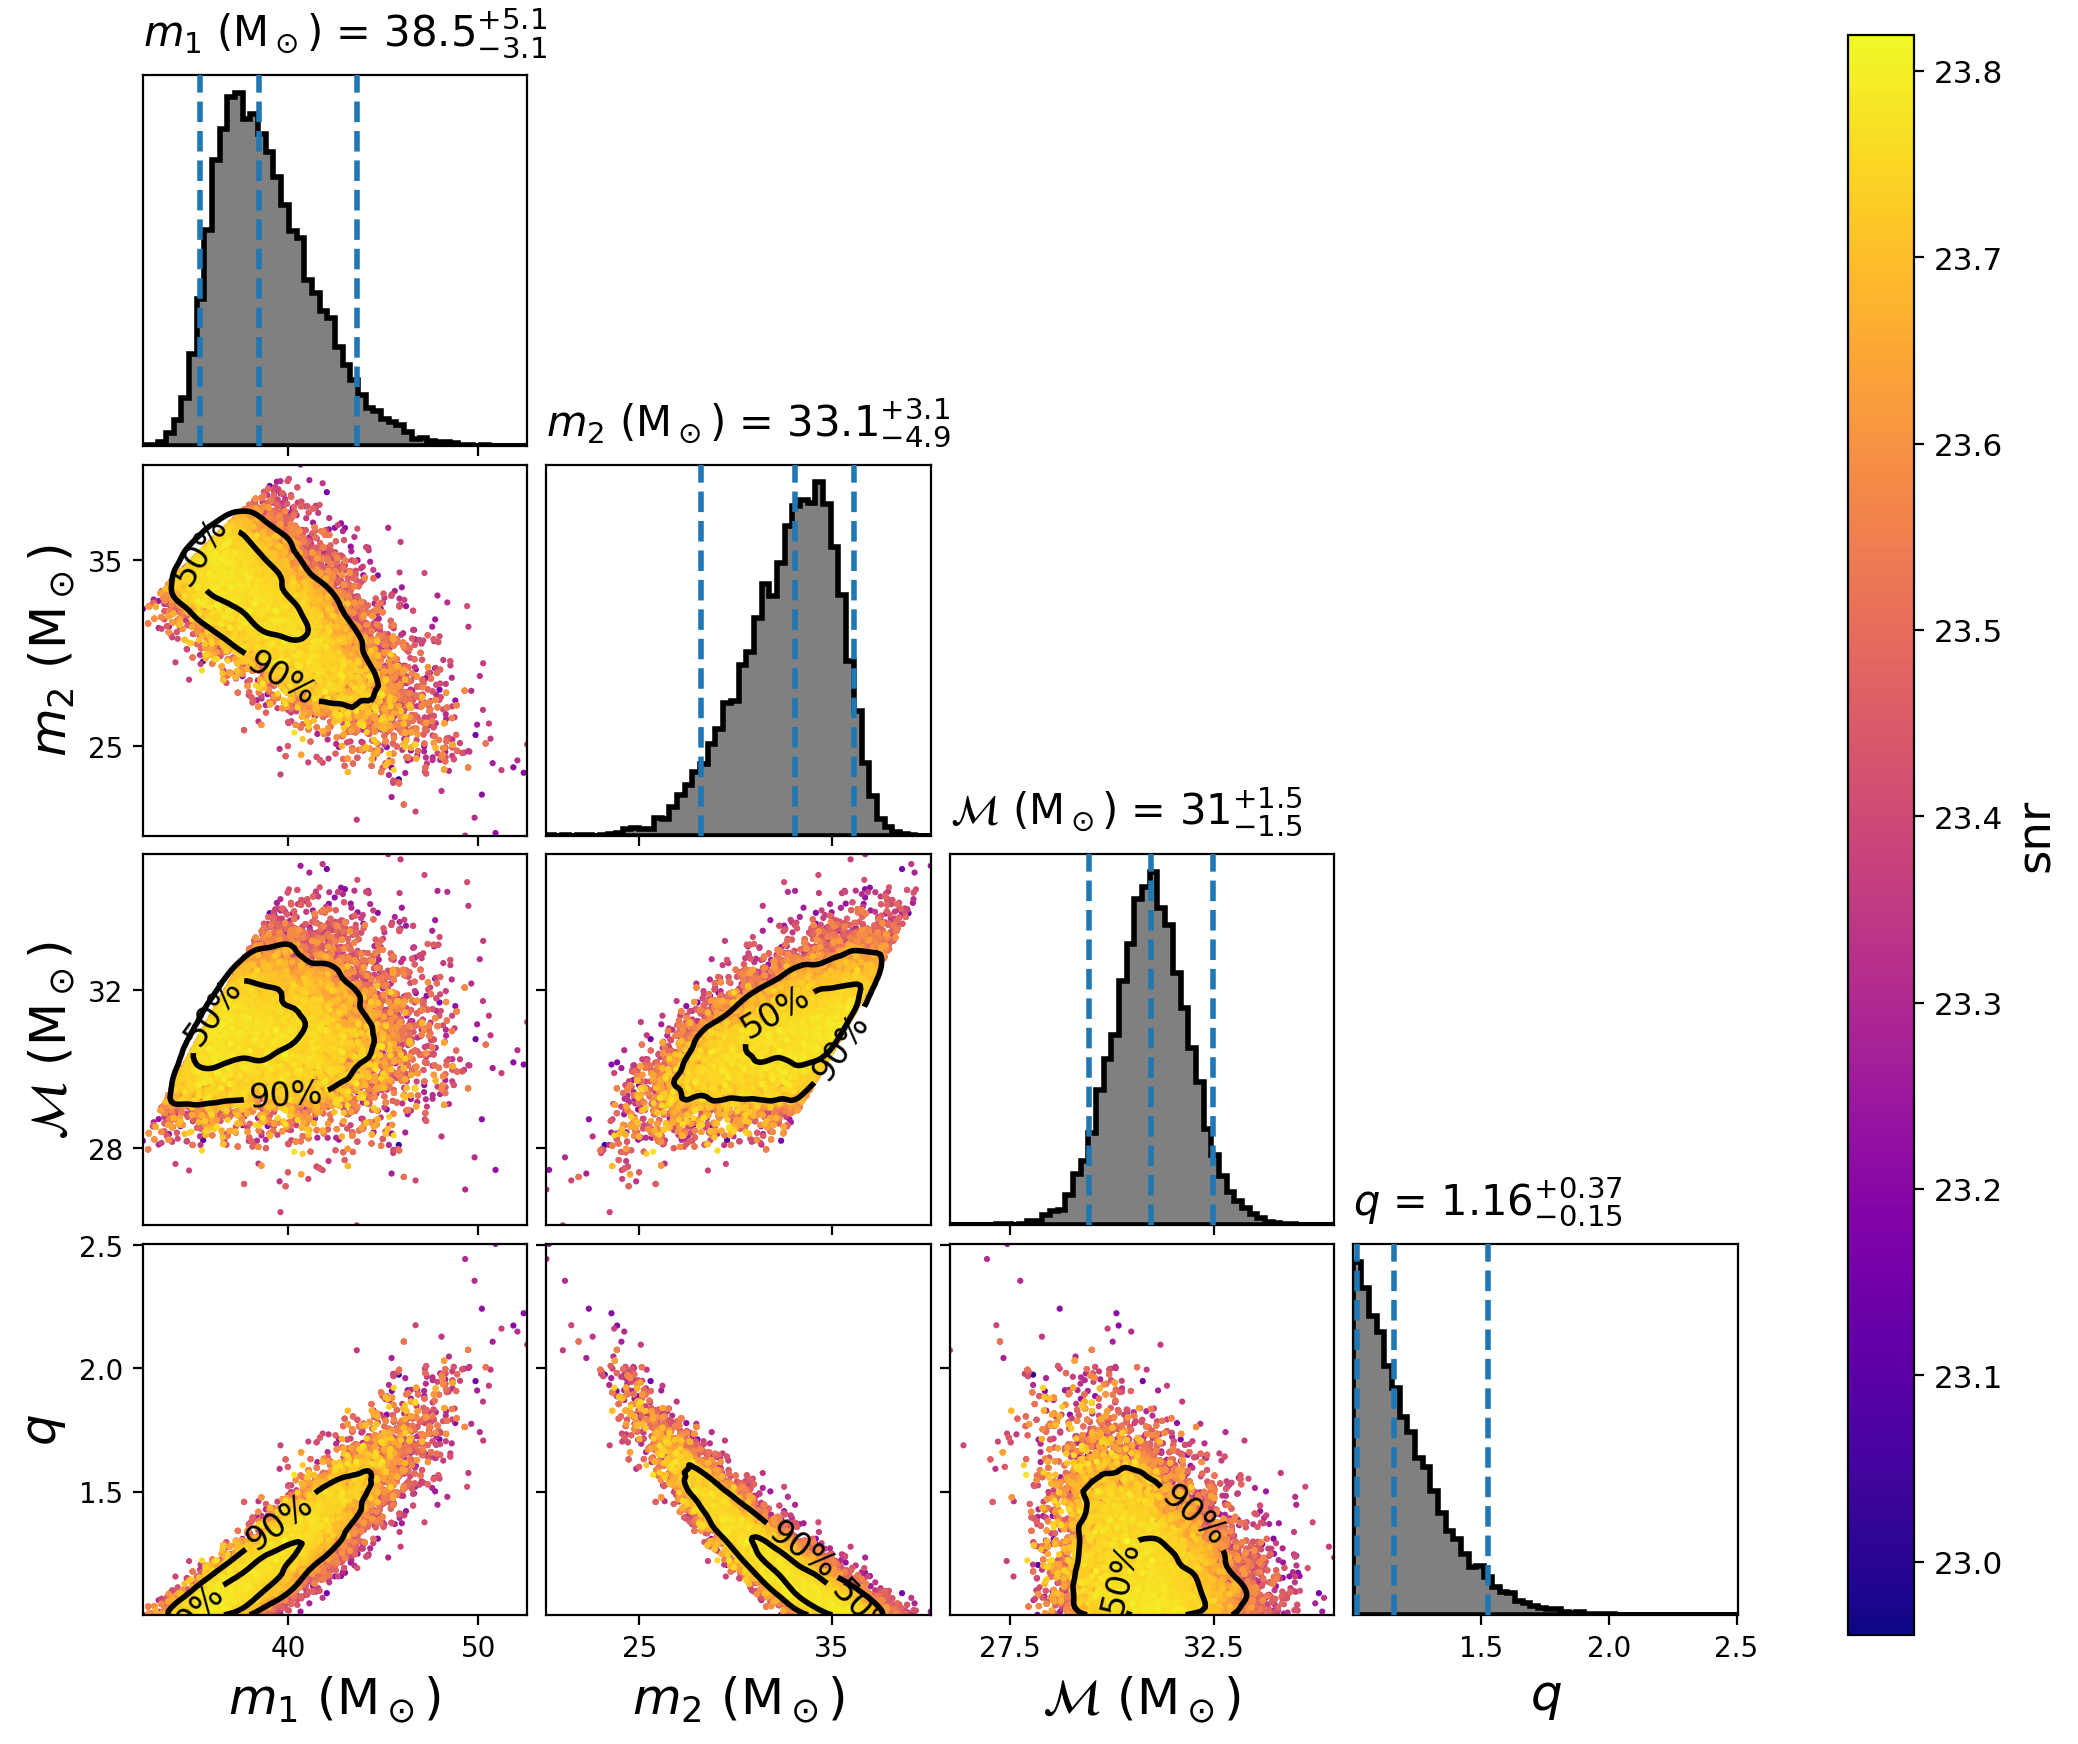 m₁ (M⊙) = 38.5 +5.1 −3.1
23.8
23.7
23.6
23.5
23.4
23.3
23.2
23.1
23.0
snr
m₂ (M⊙) = 33.1 +3.1 −4.9
m₂ (M⊙)
35
25
50%
90%
ℳ (M⊙) = 31 +1.5 −1.5
ℳ (M⊙)
32
28
50%
90%
50%
90%
q = 1.16 +0.37 −0.15
q
2.5
2.0
1.5
90%
90%
90%
50%
40
50
25
35
27.5
32.5
1.5
2.0
2.5
m₁ (M⊙)
m₂ (M⊙)
ℳ (M⊙)
q